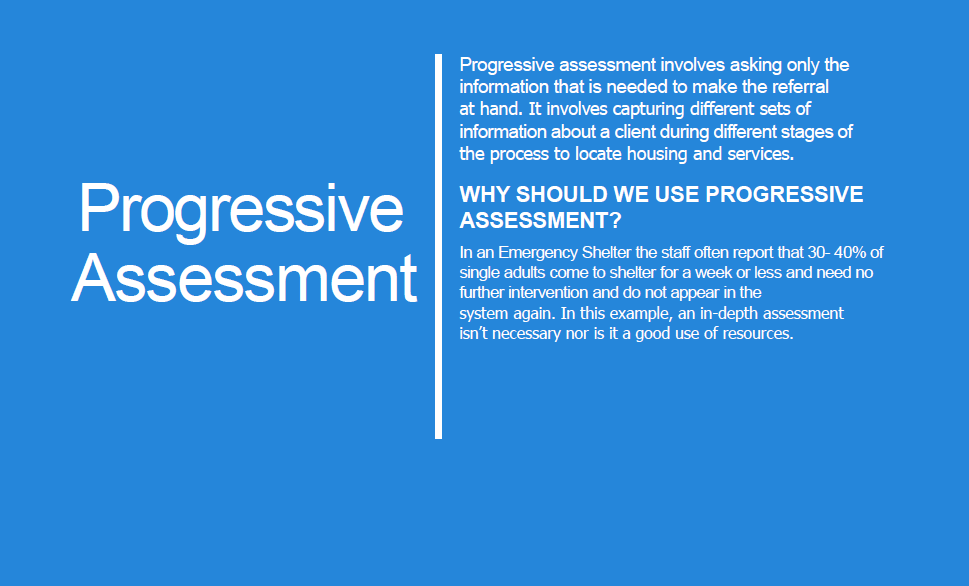 Progressive
Assessment
Progressive assessment involves asking only the
information that is needed to make the referral
at hand. It involves capturing different sets of
information about a client during different stages of
the process to locate housing and services.
WHY SHOULD WE USE PROGRESSIVE
ASSESSMENT?
In an Emergency Shelter the staff often report that 30- 40% of
single adults come to shelter for a week or less and need no
further intervention and do not appear in the
system again. In this example, an in-depth assessment
isn’t necessary nor is it a good use of resources.